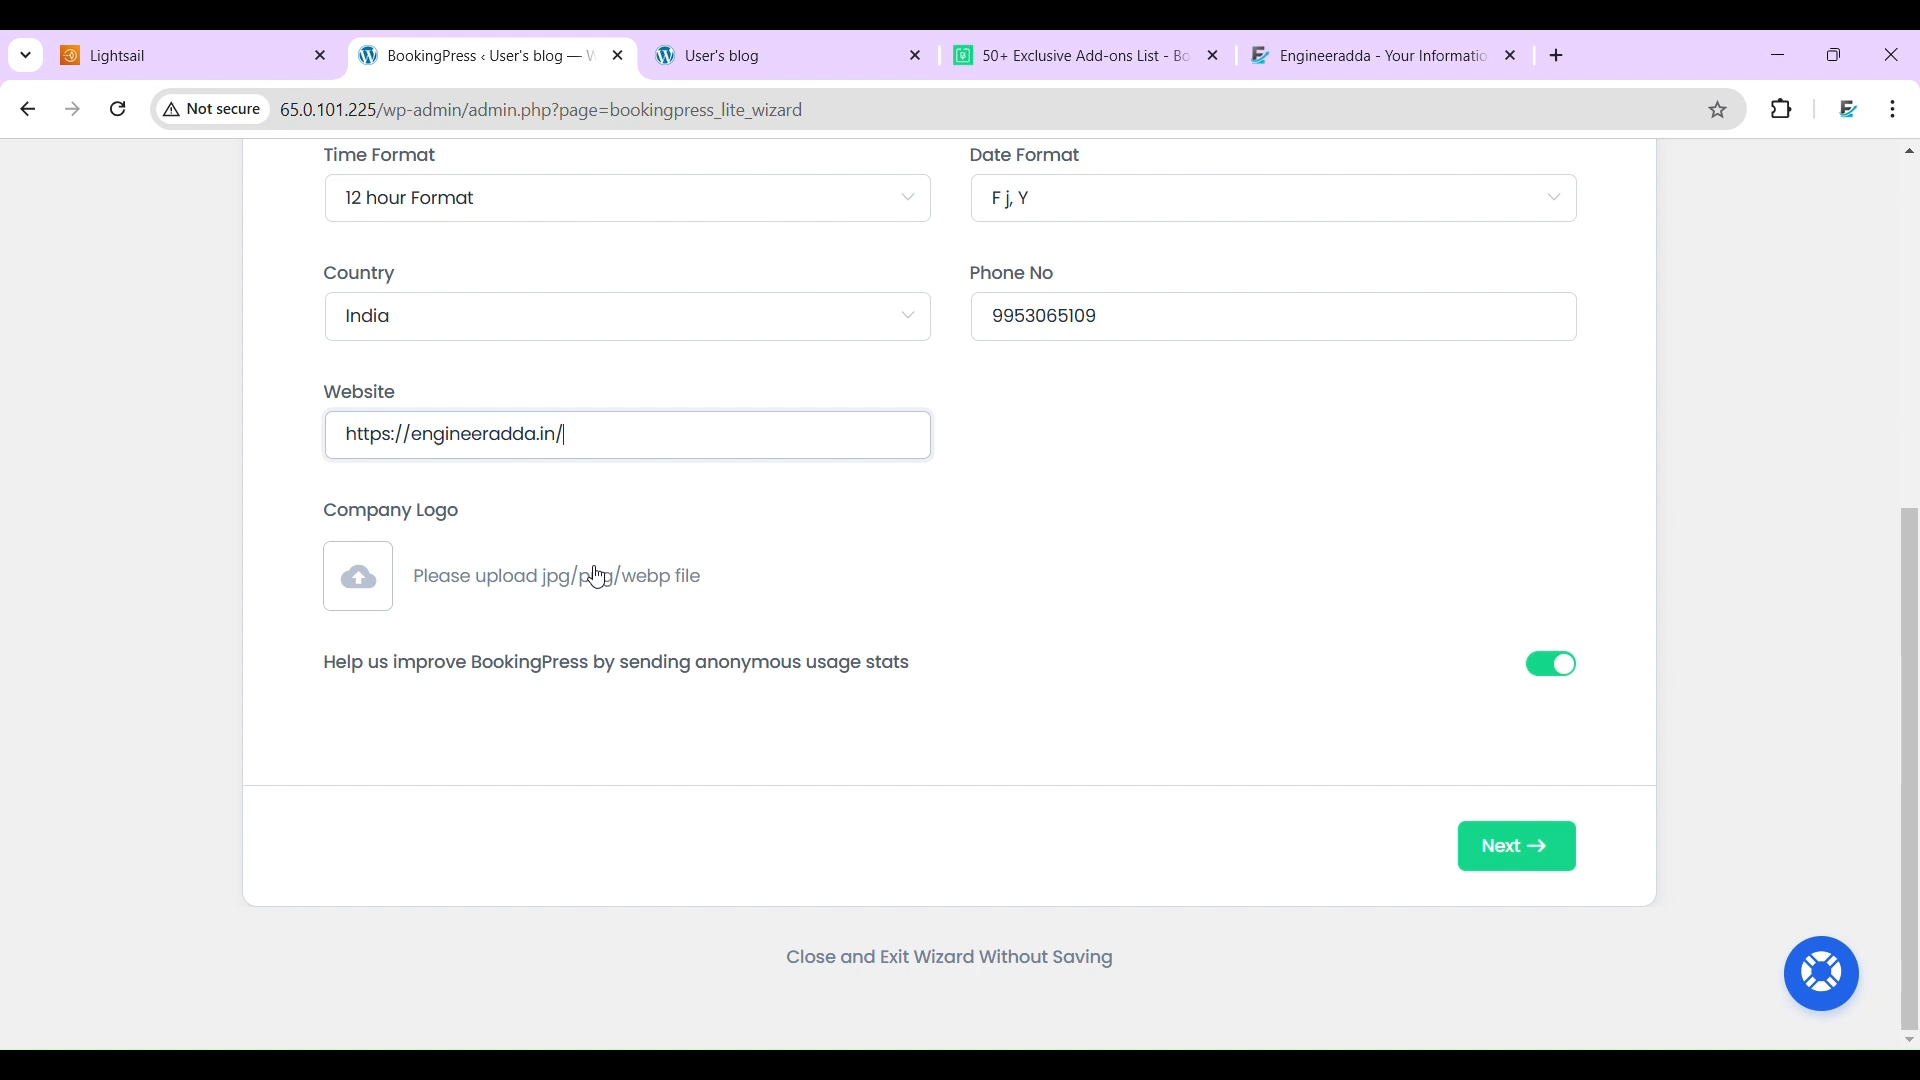 Lightsail
BookingPress ‹ User's blog — W
User's blog
50+ Exclusive Add-ons List - Bo
Engineeradda - Your Informatio
Not secure
65.0.101.225/wp-admin/admin.php?page=bookingpress_lite_wizard
Time Format
Date Format
12 hour Format
F j, Y
Country
Phone No
India
9953065109
Website
https://engineeradda.in/
Company Logo
Please upload jpg/png/webp file
Help us improve BookingPress by sending anonymous usage stats
Next →
Close and Exit Wizard Without Saving